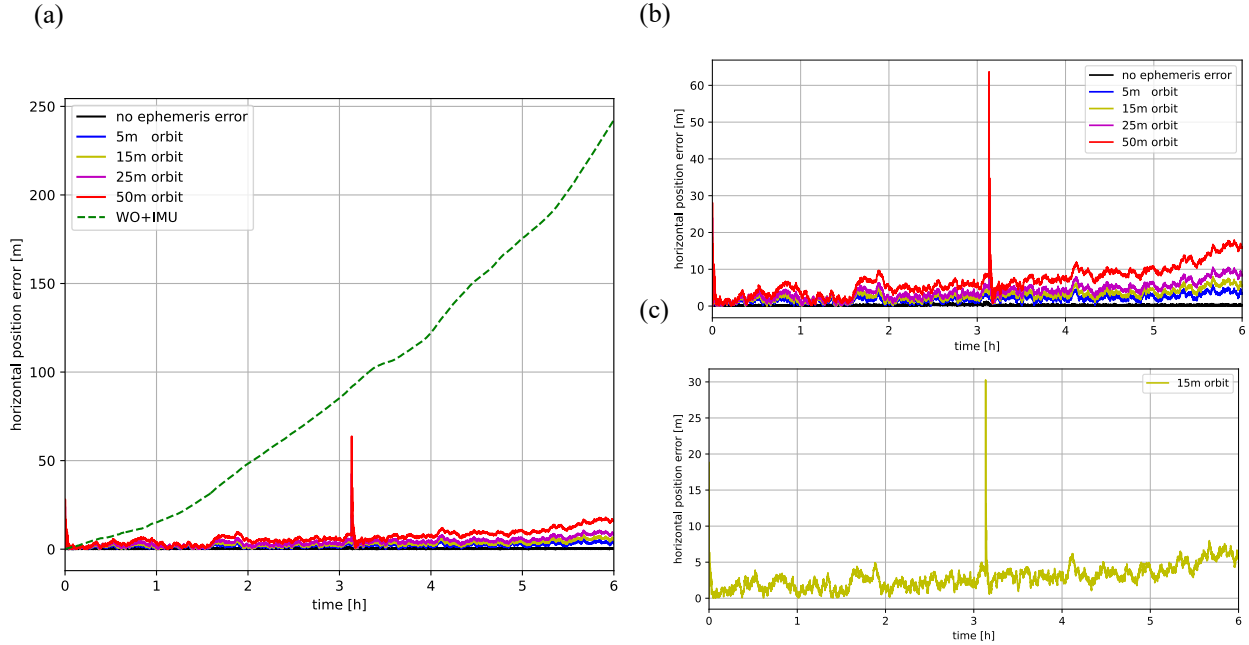 (a)
250
200
150
100
50
0
horizontal position error [m]
no ephemeris error
5m orbit
15m orbit
25m orbit
50m orbit
WO+IMU
0 1 2 3 4 5 6
time [h]
(b)
60
50
40
30
20
10
0
horizontal position error [m]
no ephemeris error
5m orbit
15m orbit
25m orbit
50m orbit
0 1 2 3 4 5 6
time [h]
(c)
30
25
20
15
10
5
0
horizontal position error [m]
15m orbit
0 1 2 3 4 5 6
time [h]